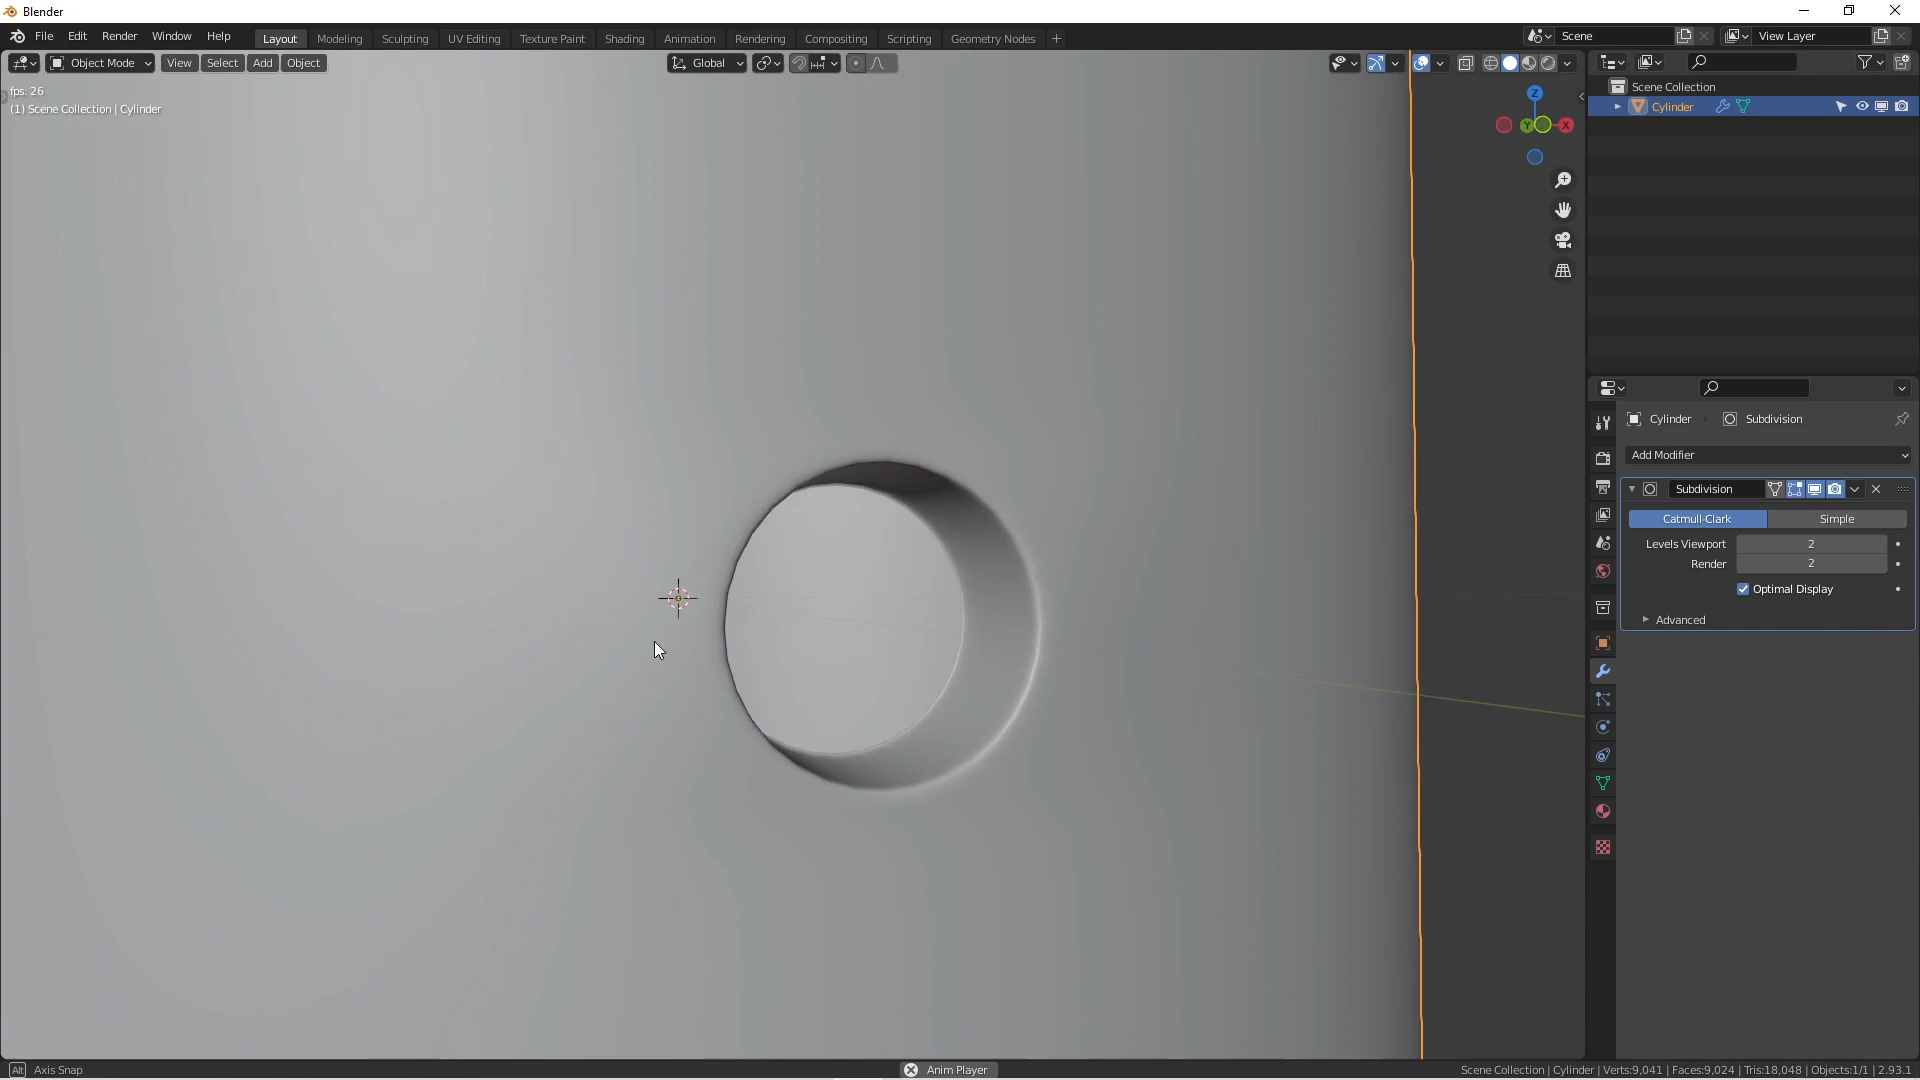 Blender
File Edit Render Window Help
Layout Modeling Sculpting UV Editing Texture Paint Shading Animation Rendering Compositing Scripting Geometry Nodes +
Scene
View Layer
Object Mode View Select Add Object
Global
fps: 26
(1) Scene Collection | Cylinder
Z
Y
X
Scene Collection
Cylinder
Cylinder Subdivision
Add Modifier
Subdivision
Catmull-Clark Simple
Levels Viewport 2
Render 2
Optimal Display
Advanced
Alt Axis Snap
Anim Player
Scene Collection | Cylinder | Verts:9,041 | Faces:9,024 | Tris:18,048 | Objects:1/1 | 2.93.1